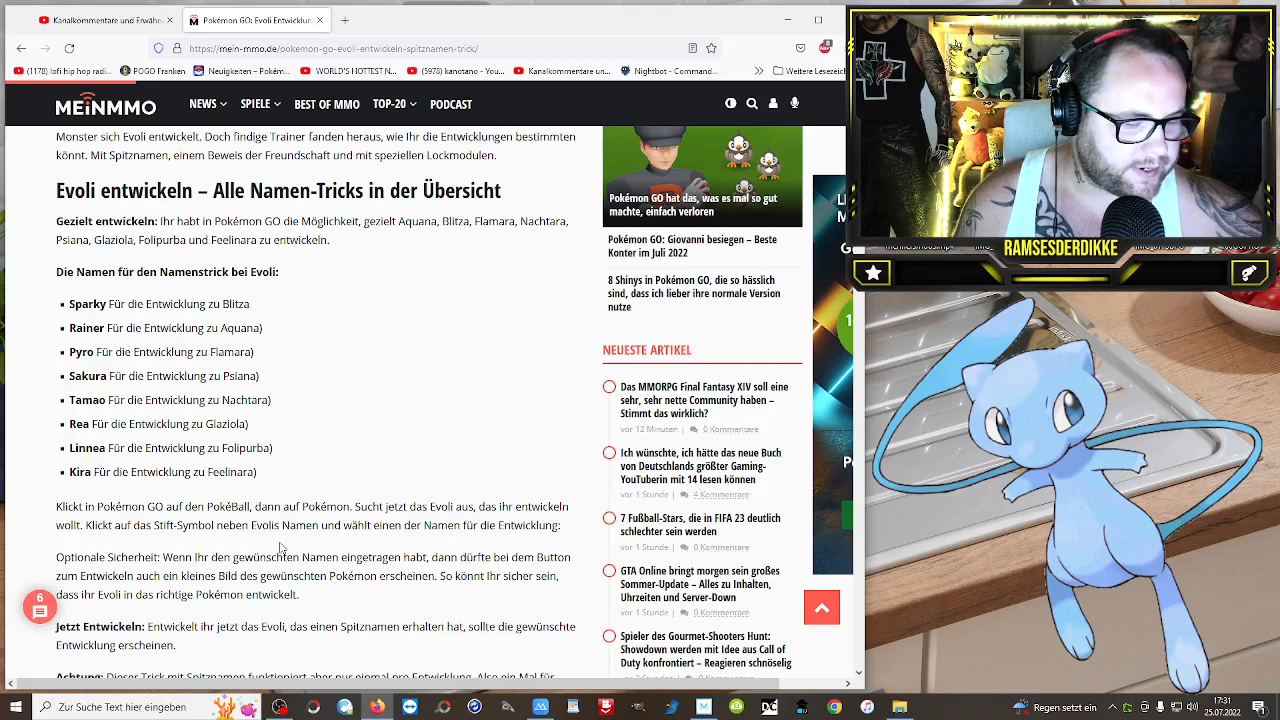 Kanalkommentare und Erwähn
Pokémon GO: Evoli entwickeln
https://mein-mmo.de/pokemon-go-evoli-entwickeln-spitznamen-trick/
(1178) lofi hip hop rad…
POGO Franken
Neuigkeiten - Pokém…
WORLD'S HOTTEST N…
(5978) kanotano - You…
Kanalkommentare un…
Nightbot - Command…
Weitere Lesezeich
MEINMMO
NEWS
SPIELE
BEST OF MMO
TOP-20
PODCAST
Monster sich Evoli entwickelt. Doch findige Trainer fanden heraus, wie ihr die Entwicklungen bestimmen
könnt. Mit Spitznamen, einem Beweis der Freundschaft und mit speziellen Lockmodulen.
Evoli entwickeln – Alle Namen-Tricks in der Übersicht
Gezielt entwickeln: Ihr habt in Pokémon GO die Möglichkeit, gezielt Aquana, Blitza, Flamara, Nachtara,
Psiana, Glaziola, Folipurba und Feelinara zu entwickeln.
Die Namen für den Namenstrick bei Evoli:
Sparky Für die Entwicklung zu Blitza
Rainer Für die Entwicklung zu Aquana)
Pyro Für die Entwicklung zu Flamara)
Sakura Für die Entwicklung zu Psiana)
Tamao Für die Entwicklung zu Nachtara)
Rea Für die Entwicklung zu Glaziola)
Linnea Für die Entwicklung zu Folipurba)
Kira Für die Entwicklung zu Feelinara)
Klickt in Pokémon GO auf den PokéBall, dann auf Pokémon. Sucht jetzt das Evoli aus, das ihr entwickeln
wollt. Klickt auf das Stift-Symbol neben Evolis Namen und wählt einen der Namen für die Entwicklung:
Optionale Sicherheit: Wenn Ihr den gewünschten Namen eingetragen habt, dann dürfte bei dem Button
zum Entwickeln auch ein kleines Bild des gewünschten Pokémon erscheinen. So könnt ihr sicher sein,
dass ihr Evoli in das richtige Pokémon entwickelt.
Jetzt Entwickeln: Entwickelt ihr jetzt das Evoli, das einen Spitznamen erhalten hat, sollte die gewünschte
Entwicklung erscheinen.
6
Pokémon GO hat das, was es mal so gut
machte, einfach verloren
Pokémon GO: Giovanni besiegen – Beste
Konter im Juli 2022
8 Shinys in Pokémon GO, die so hässlich
sind, dass ich lieber ihre normale Version
nutze
NEUESTE ARTIKEL
Das MMORPG Final Fantasy XIV soll eine
sehr, sehr nette Community haben –
Stimmt das wirklich?
vor 12 Minuten | 0 Kommentare
Ich wünschte, ich hätte das neue Buch
von Deutschlands größter Gaming-
YouTuberin mit 14 lesen können
vor 1 Stunde | 4 Kommentare
7 Fußball-Stars, die in FIFA 23 deutlich
schlechter sein werden
vor 1 Stunde | 0 Kommentare
GTA Online bringt morgen sein großes
Sommer-Update – Alles zu Inhalten,
Uhrzeiten und Server-Down
vor 1 Stunde | 0 Kommentare
Spieler des Gourmet-Shooters Hunt:
Showdown werden mit Idee aus Call of
Duty konfrontiert – Reagieren schnöselig
RAMSESDERDIKKE
Zur Suche Text hier eingeben
Regen setzt ein
17:31
25.07.2022